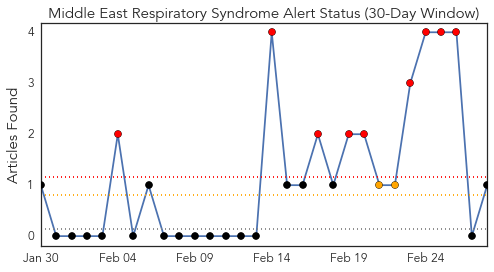 Middle East Respiratory Syndrome Alert Status (30-Day Window)
Articles Found
4
3
2
1
0
Jan 30 Feb 04 Feb 09 Feb 14 Feb 19 Feb 24